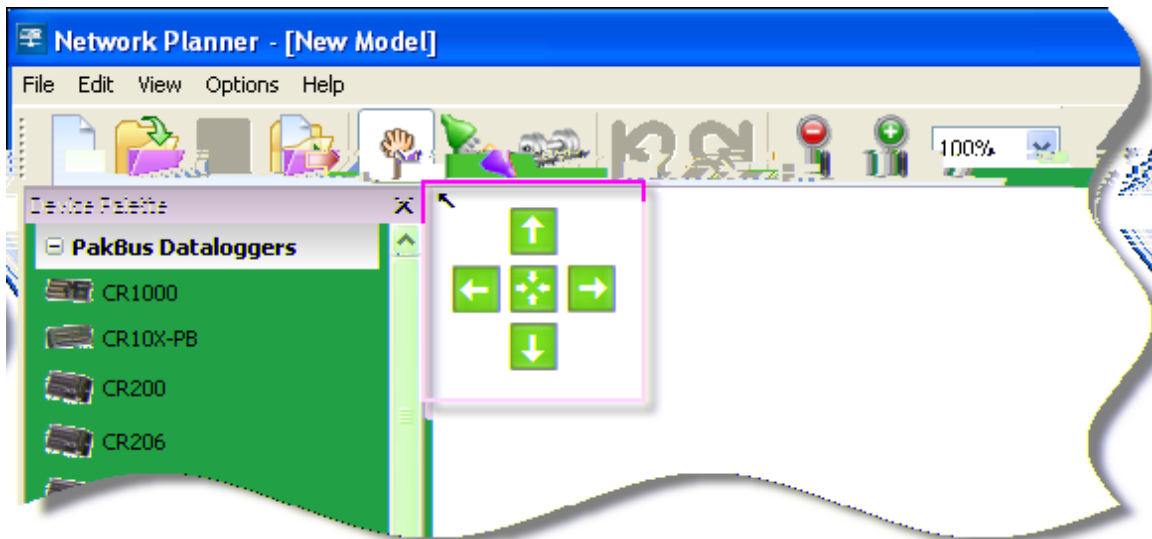 Network Planner - [New Model]
File Edit View Options Help
100%
Device Palette
PakBus Dataloggers
CR1000
CR10X-PB
CR200
CR206